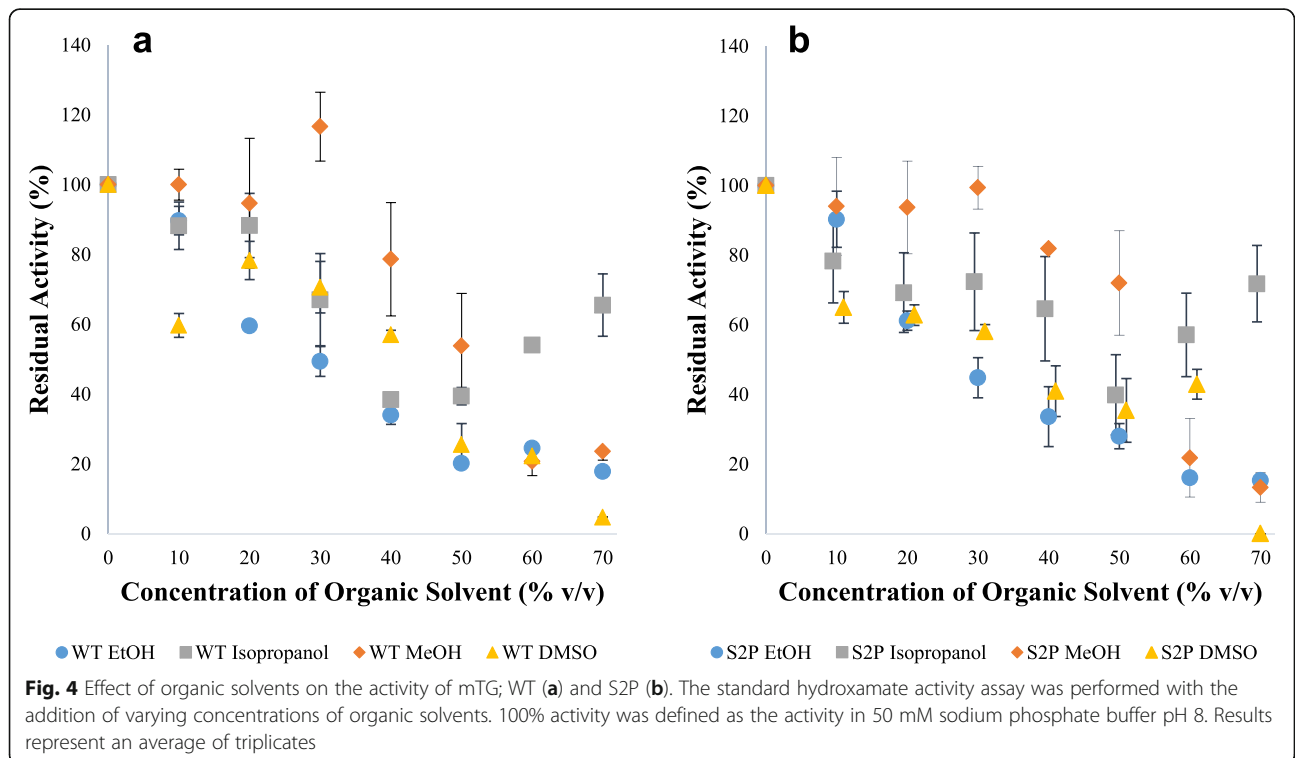 a
140
120
100
80
60
40
20
0
Residual Activity (%)
0 10 20 30 40 50 60 70
Concentration of Organic Solvent (% v/v)
WT EtOH WT Isopropanol WT MeOH WT DMSO
b
140
120
100
80
60
40
20
0
Residual Activity (%)
0 10 20 30 40 50 60 70
Concentration of Organic Solvent (% v/v)
S2P EtOH S2P Isopropanol S2P MeOH S2P DMSO
Fig. 4 Effect of organic solvents on the activity of mTG; WT (a) and S2P (b). The standard hydroxamate activity assay was performed with the
addition of varying concentrations of organic solvents. 100% activity was defined as the activity in 50 mM sodium phosphate buffer pH 8. Results
represent an average of triplicates